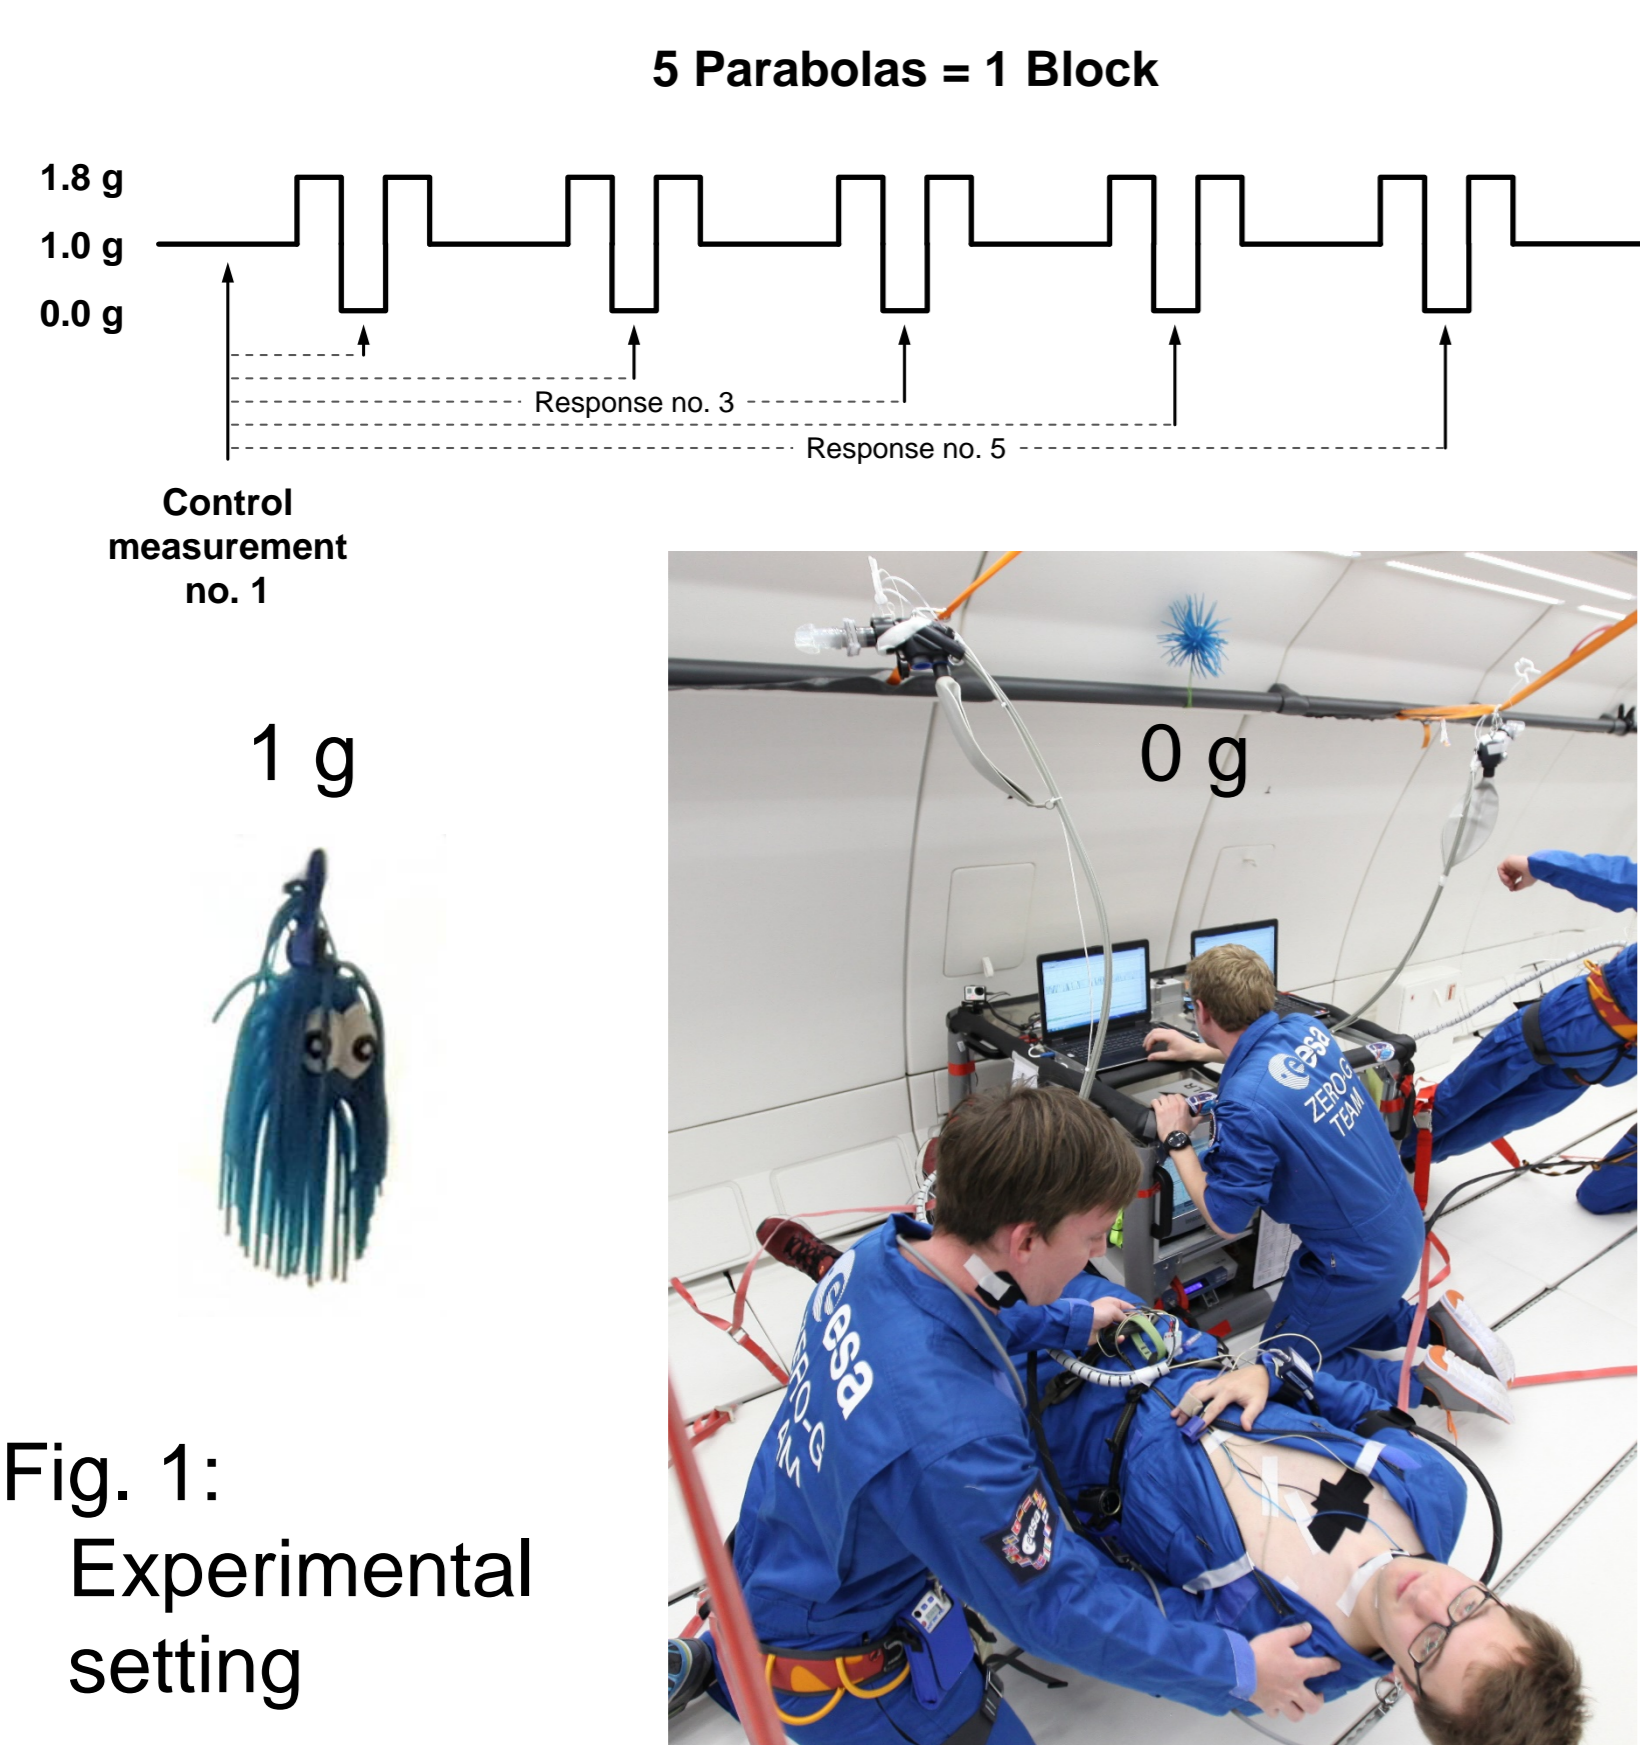 5 Parabolas = 1 Block
1.8 g
1.0 g
0.0 g
Response no. 3
Response no. 5
Control
measurement
no. 1
1 g
0 g
esa
ZERO-G
TEAM
esa
esa
Fig. 1:
Experimental
setting